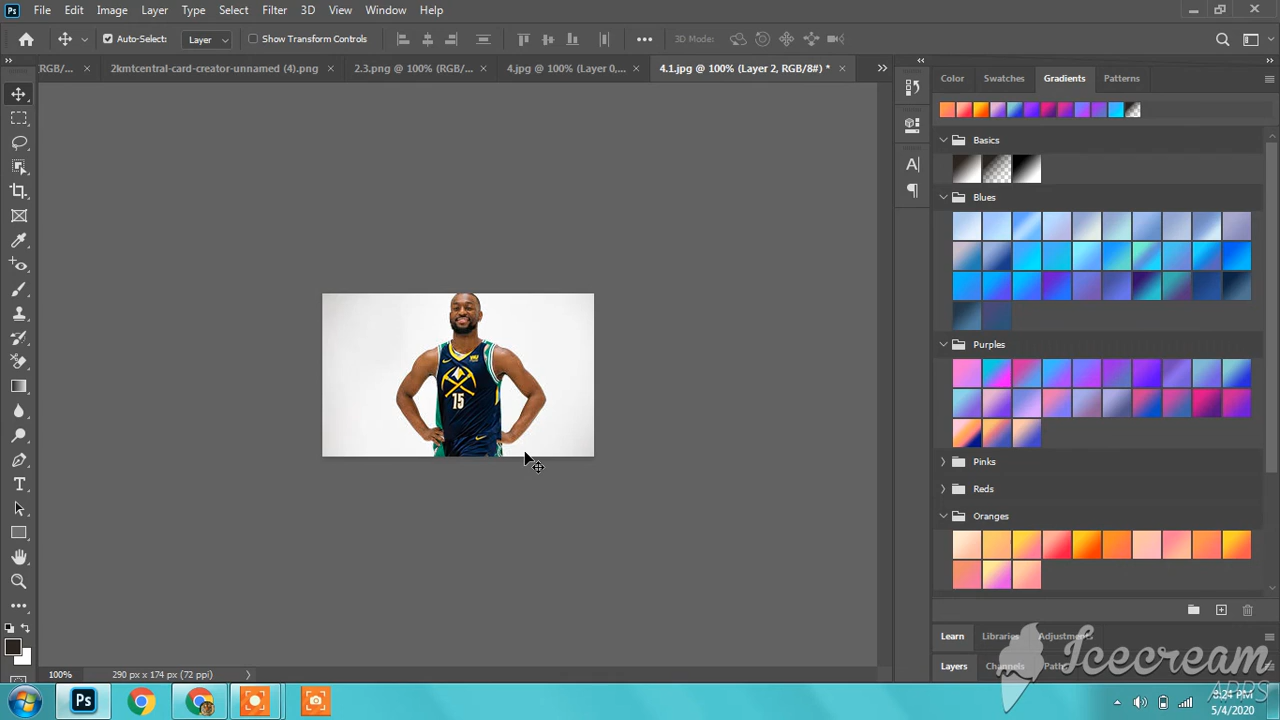 Ps File Edit Image Layer Type Select Filter 3D View Window Help
Auto-Select: Layer Show Transform Controls 3D Mode:
RGB/... 2kmtcentral-card-creator-unnamed (4).png 2.3.png @ 100% (RGB/... 4.jpg @ 100% (Layer 0,... 4.1.jpg @ 100% (Layer 2, RGB/8#) *
Color Swatches Gradients Patterns
Basics
Blues
Purples
Pinks
Reds
Oranges
15
Learn Libraries Adjustments
Layers Channels Paths
100% 290 px x 174 px (72 ppi)
Icecream
APPS
Ps
8:24 PM
5/4/2020